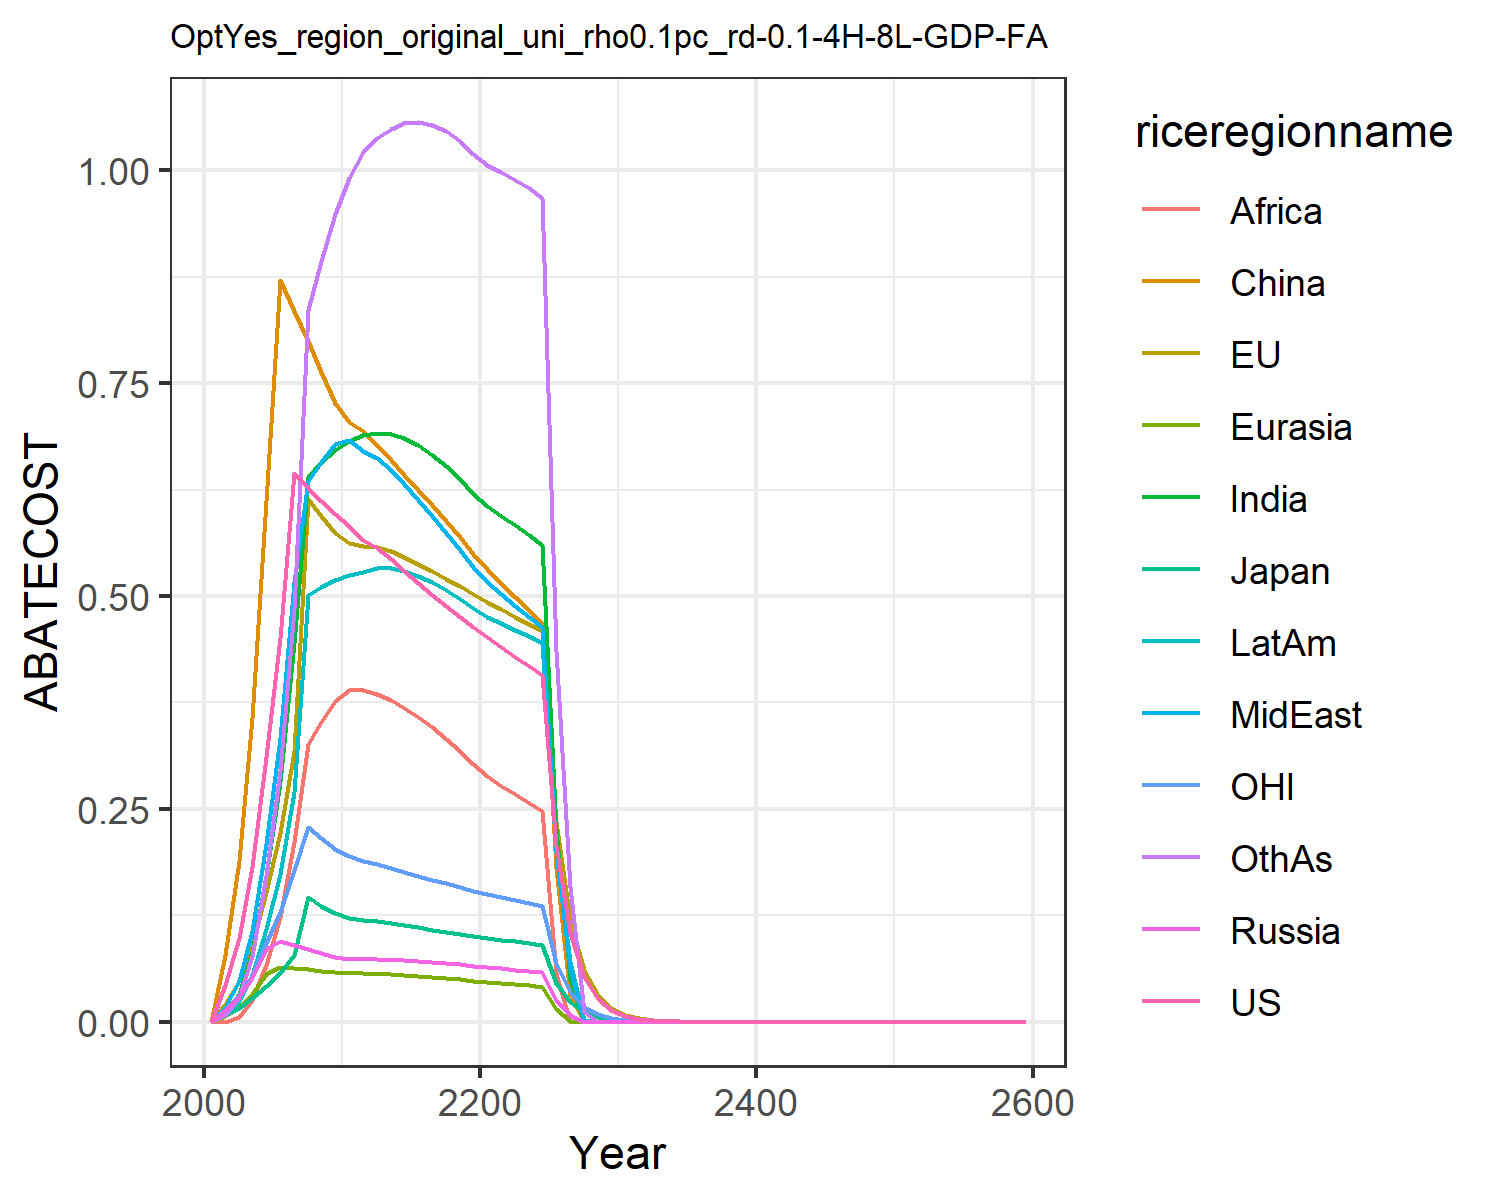 OptYes_region_original_uni_rho0.1pc_rd-0.1-4H-8L-GDP-FA
ABATECOST
1.00
0.75
0.50
0.25
0.00
2000
2200
2400
2600
Year
riceregionname
Africa
China
EU
Eurasia
India
Japan
LatAm
MidEast
OHI
OthAs
Russia
US